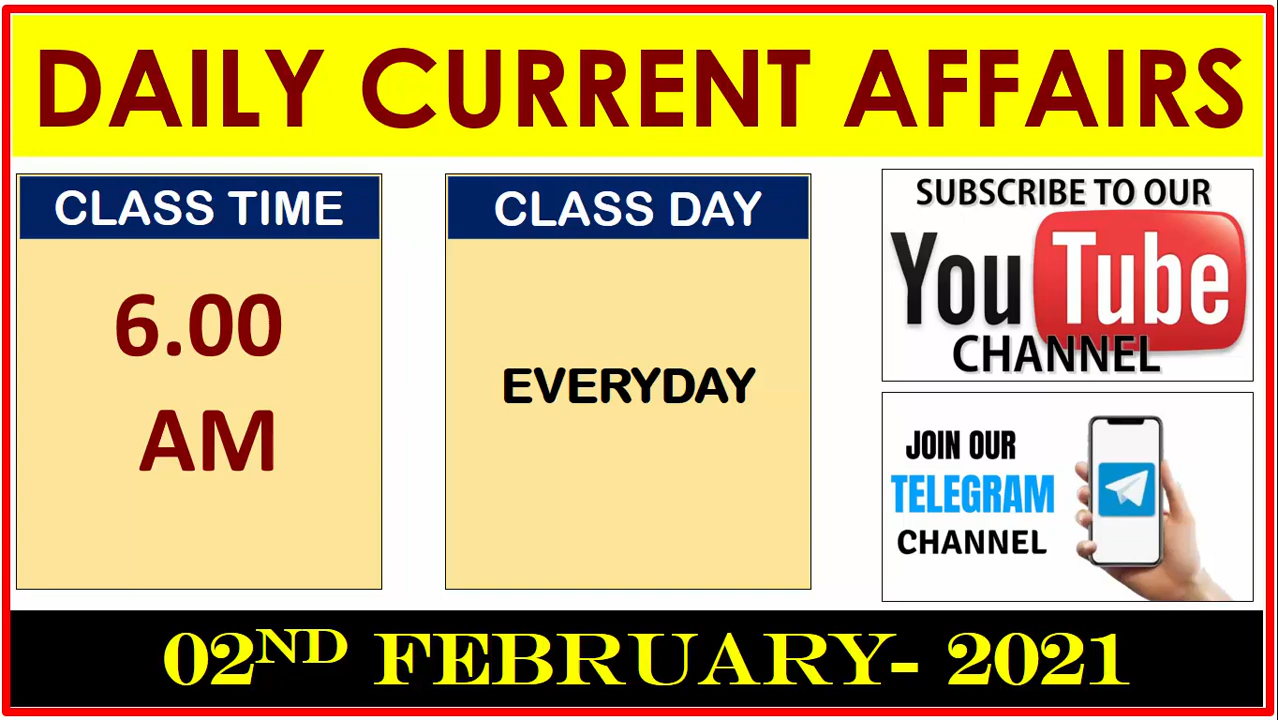 DAILY CURRENT AFFAIRS
CLASS TIME
6.00
AM
CLASS DAY
EVERYDAY
SUBSCRIBE TO OUR
YouTube
CHANNEL
JOIN OUR
TELEGRAM
CHANNEL
02ND FEBRUARY- 2021